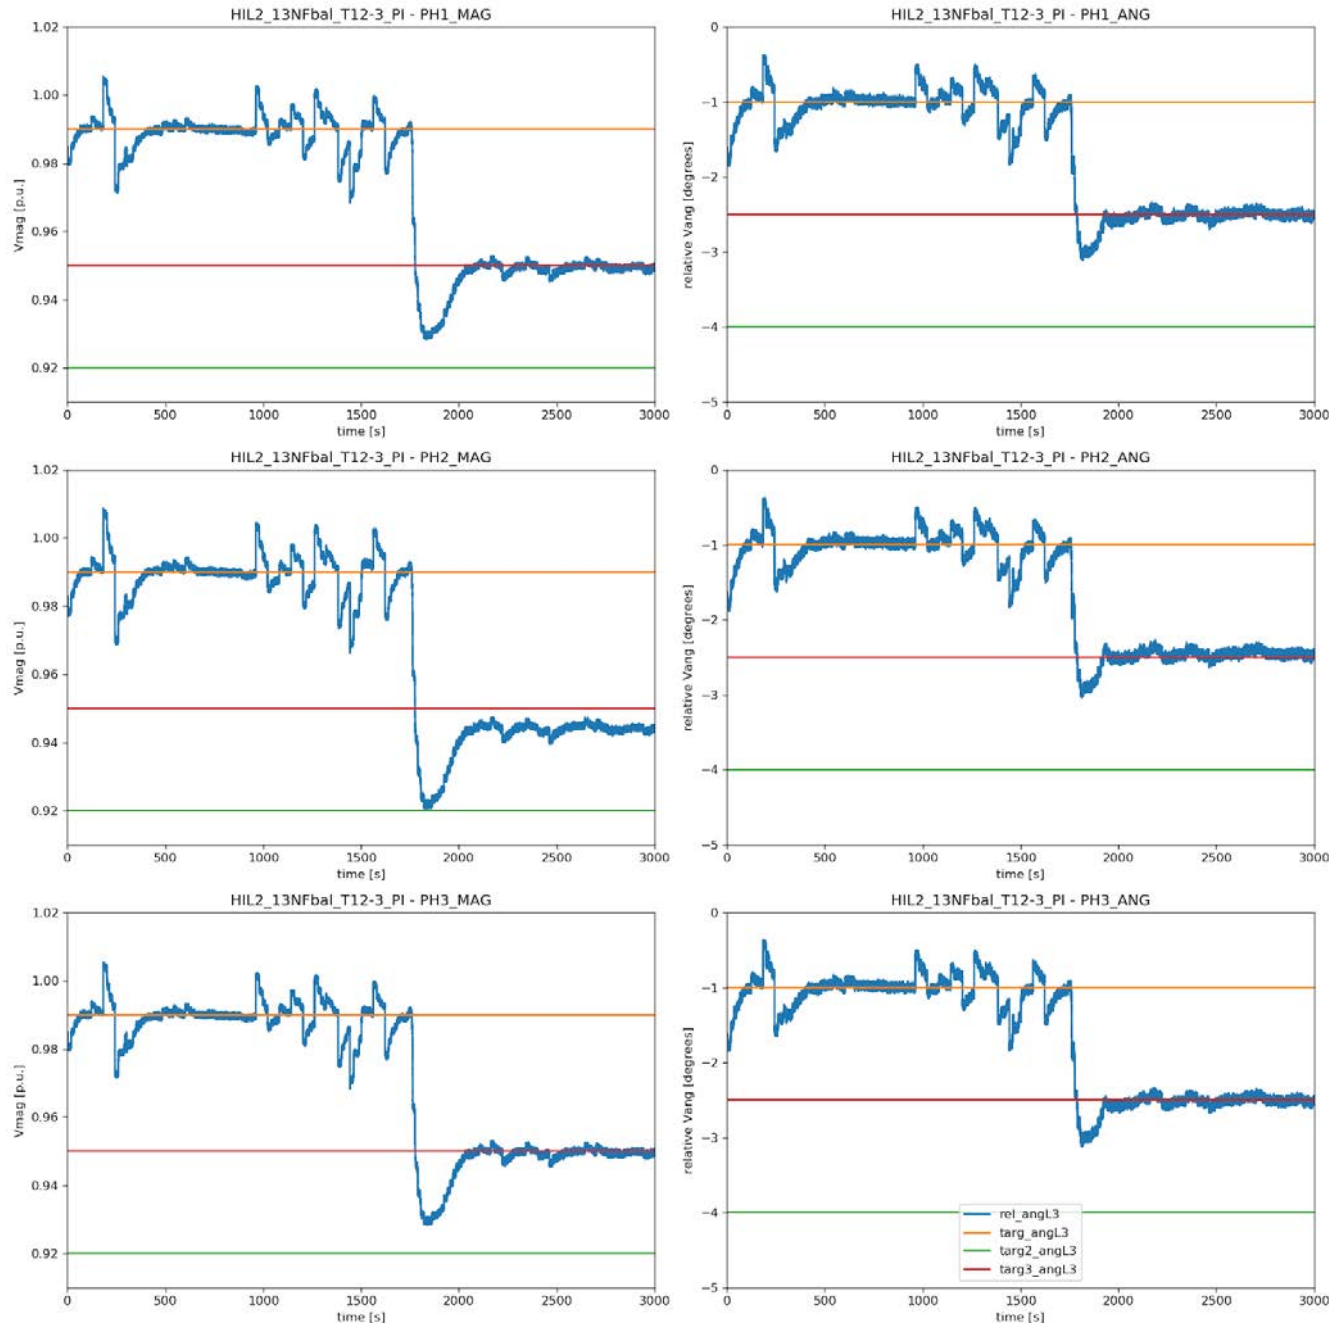 HIL2_13NFbal_T12-3_PI - PH1_MAG
1.02
1.00
0.98
0.96
0.94
0.92
Vmag [p.u.]
0 500 1000 1500 2000 2500 3000
time [s]
HIL2_13NFbal_T12-3_PI - PH1_ANG
0
−1
−2
−3
−4
−5
relative Vang [degrees]
0 500 1000 1500 2000 2500 3000
time [s]
HIL2_13NFbal_T12-3_PI - PH2_MAG
1.02
1.00
0.98
0.96
0.94
0.92
Vmag [p.u.]
0 500 1000 1500 2000 2500 3000
time [s]
HIL2_13NFbal_T12-3_PI - PH2_ANG
0
−1
−2
−3
−4
−5
relative Vang [degrees]
0 500 1000 1500 2000 2500 3000
time [s]
HIL2_13NFbal_T12-3_PI - PH3_MAG
1.02
1.00
0.98
0.96
0.94
0.92
Vmag [p.u.]
0 500 1000 1500 2000 2500 3000
time [s]
HIL2_13NFbal_T12-3_PI - PH3_ANG
0
−1
−2
−3
−4
−5
relative Vang [degrees]
rel_angL3
targ_angL3
targ2_angL3
targ3_angL3
0 500 1000 1500 2000 2500 3000
time [s]